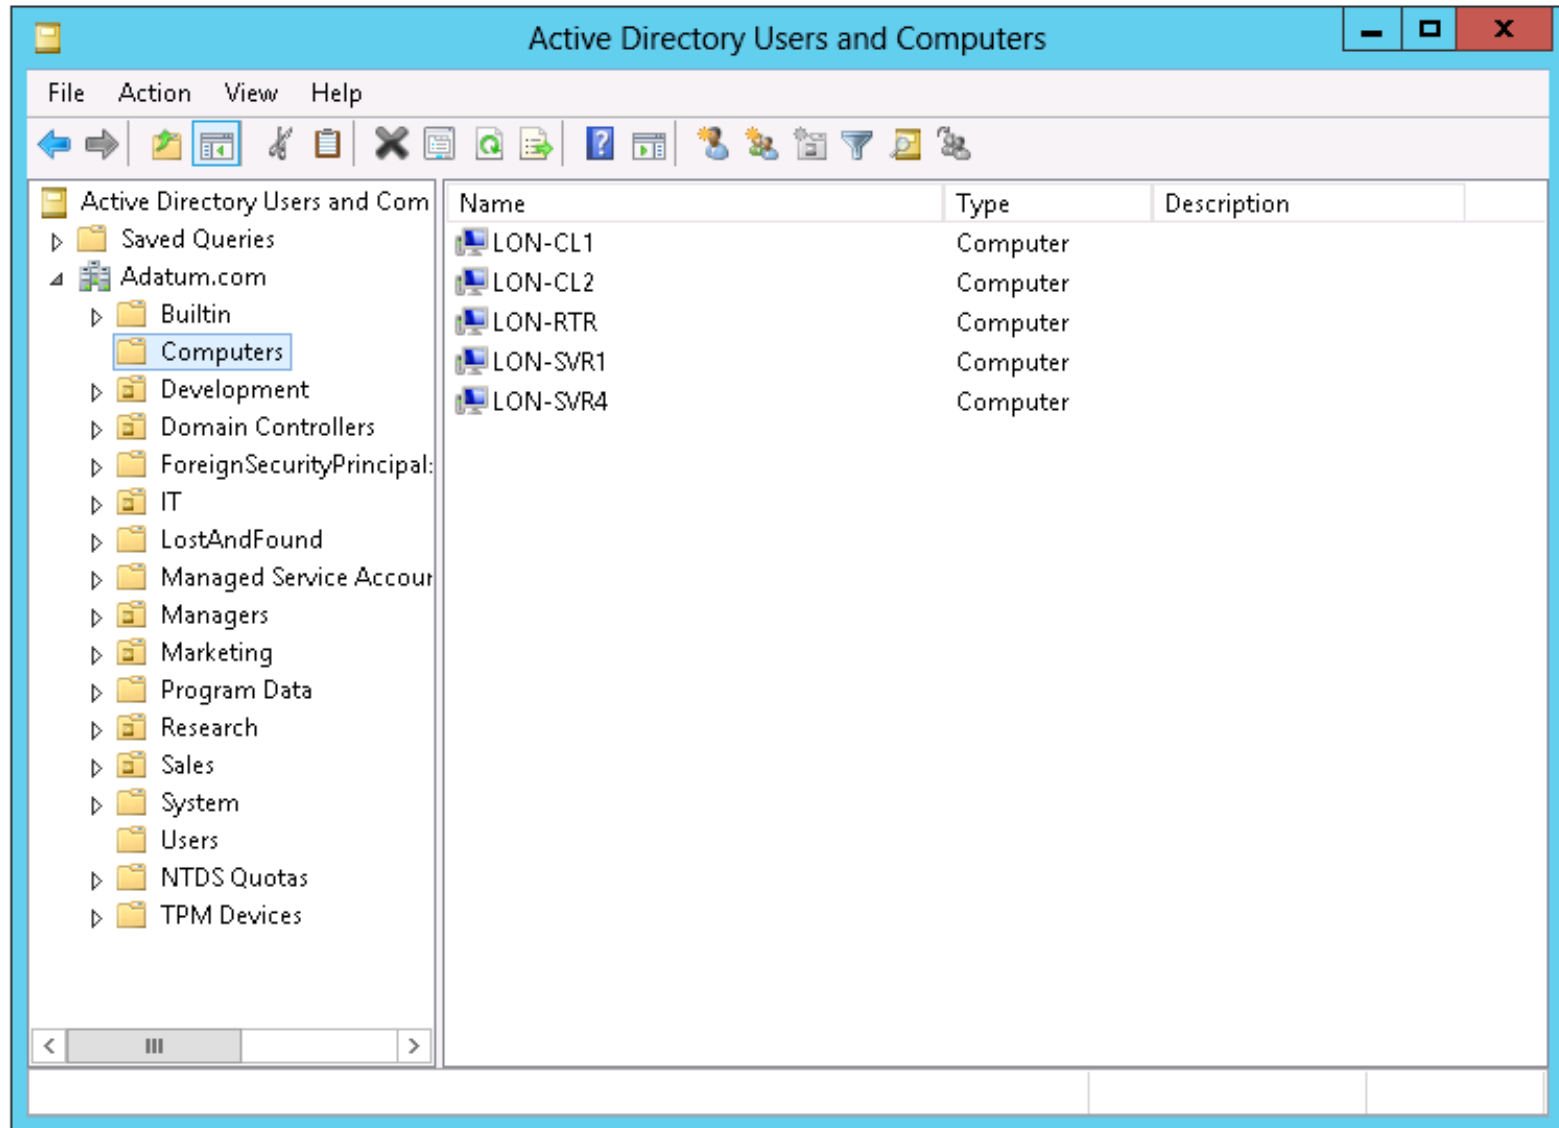 Active Directory Users and Computers
File Action View Help
Active Directory Users and Com
Saved Queries
Adatum.com
Builtin
Computers
Development
Domain Controllers
ForeignSecurityPrincipal:
IT
LostAndFound
Managed Service Accour
Managers
Marketing
Program Data
Research
Sales
System
Users
NTDS Quotas
TPM Devices
Name Type Description
LON-CL1 Computer
LON-CL2 Computer
LON-RTR Computer
LON-SVR1 Computer
LON-SVR4 Computer